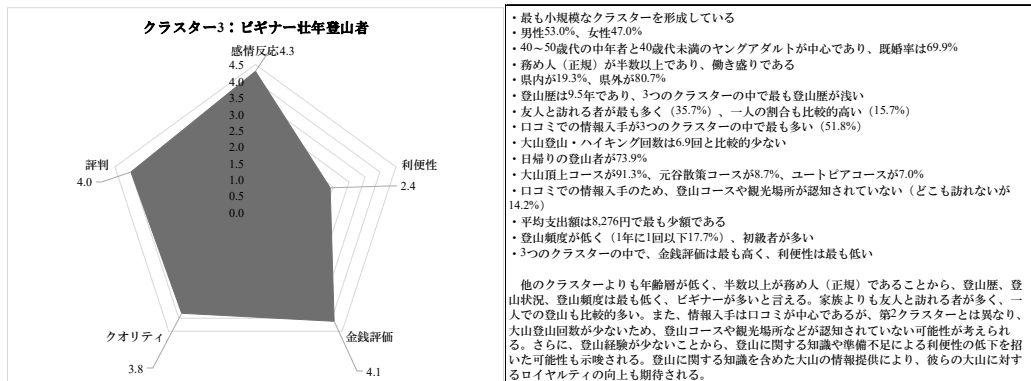 クラスター3：ビギナー壮年登山者
感情反応4.3
4.5
4.0
3.5
3.0
2.5
2.0
1.5
1.0
0.5
0.0
利便性
2.4
金銭評価
4.1
クオリティ
3.8
評判
4.0
・最も小規模なクラスターを形成している
・男性53.0%、女性47.0%
・40～50歳代の中年者と40歳代未満のヤングアダルトが中心であり、既婚率は69.9%
・務め人（正規）が半数以上であり、働き盛りである
・県内が19.3%、県外が80.7%
・登山歴は9.5年であり、3つのクラスターの中で最も登山歴が浅い
・友人と訪れる者が最も多く（35.7%）、一人の割合も比較的高い（15.7%）
・口コミでの情報入手が3つのクラスターの中で最も多い（51.8%）
・大山登山・ハイキング回数は6.9回と比較的少ない
・日帰りの登山者が73.9%
・大山頂上コースが91.3%、元谷散策コースが8.7%、ユートピアコースが7.0%
・口コミでの情報入手のため、登山コースや観光場所が認知されていない（どこも訪れないが
14.2%）
・平均支出額は8,276円で最も少額である
・登山頻度が低く（1年に1回以下17.7%）、初級者が多い
・3つのクラスターの中で、金銭評価は最も高く、利便性は最も低い
他のクラスターよりも年齢層が低く、半数以上が務め人（正規）であることから、登山歴、登
山状況、登山頻度は最も低く、ビギナーが多いと言える。家族よりも友人と訪れる者が多く、一
人での登山も比較的多い。また、情報入手は口コミが中心であるが、第2クラスターとは異なり、
大山登山回数が少ないため、登山コースや観光場所などが認知されていない可能性が考えられ
る。さらに、登山経験が少ないことから、登山に関する知識や準備不足による利便性の低下を招
いた可能性も示唆される。登山に関する知識を含めた大山の情報提供により、彼らの大山に対す
るロイヤルティの向上も期待される。